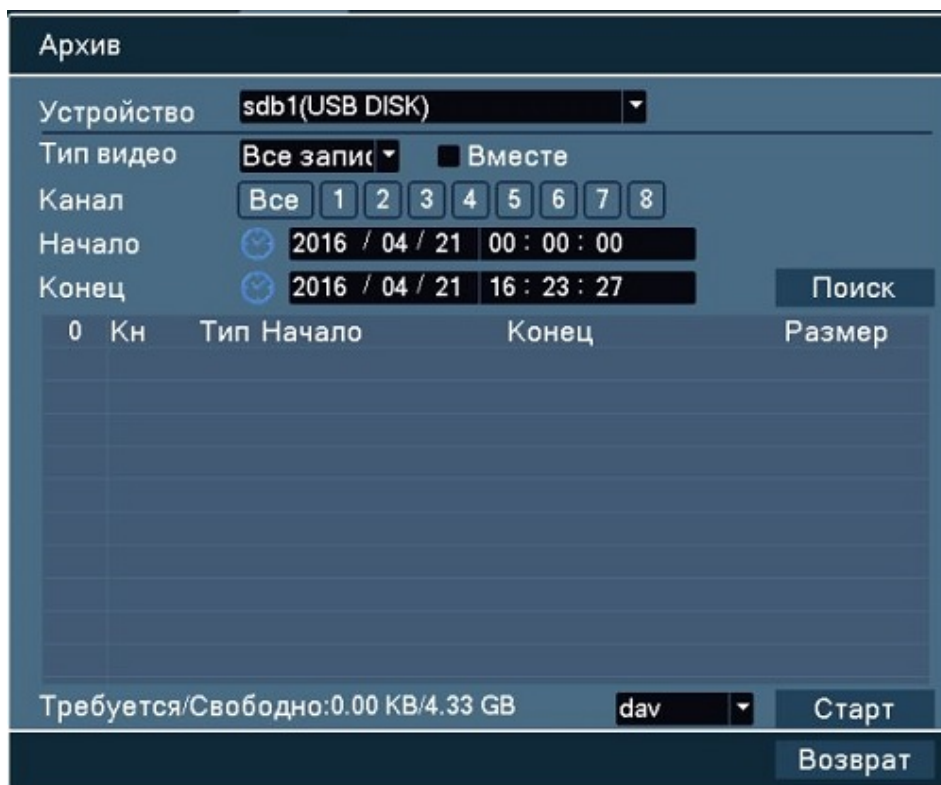 Архив
Устройство sdb1(USB DISK)
Тип видео Все запис Вместе
Канал Все 1 2 3 4 5 6 7 8
Начало 2016 / 04 / 21 00 : 00 : 00
Конец 2016 / 04 / 21 16 : 23 : 27 Поиск
0 Кн Тип Начало Конец Размер
Требуется/Свободно:0.00 KB/4.33 GB dav Старт
Возврат